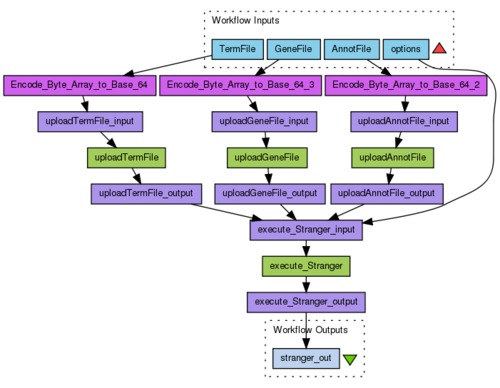 Workflow Inputs
TermFile GeneFile AnnotFile options
Encode_Byte_Array_to_Base_64 Encode_Byte_Array_to_Base_64_3 Encode_Byte_Array_to_Base_64_2
uploadTermFile_input uploadGeneFile_input uploadAnnotFile_input
uploadTermFile uploadGeneFile uploadAnnotFile
uploadTermFile_output uploadGeneFile_output uploadAnnotFile_output
execute_Stranger_input
execute_Stranger
execute_Stranger_output
Workflow Outputs
stranger_out